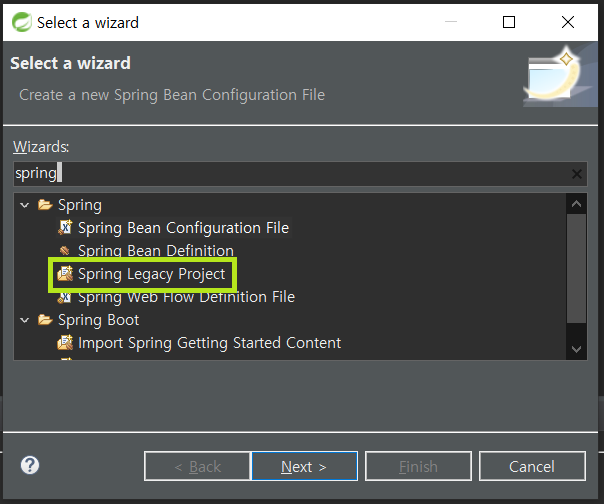 Select a wizard
Select a wizard
Create a new Spring Bean Configuration File
Wizards:
spring
Spring
Spring Bean Configuration File
Spring Bean Definition
Spring Legacy Project
Spring Web Flow Definition File
Spring Boot
Import Spring Getting Started Content
< Back
Next >
Finish
Cancel